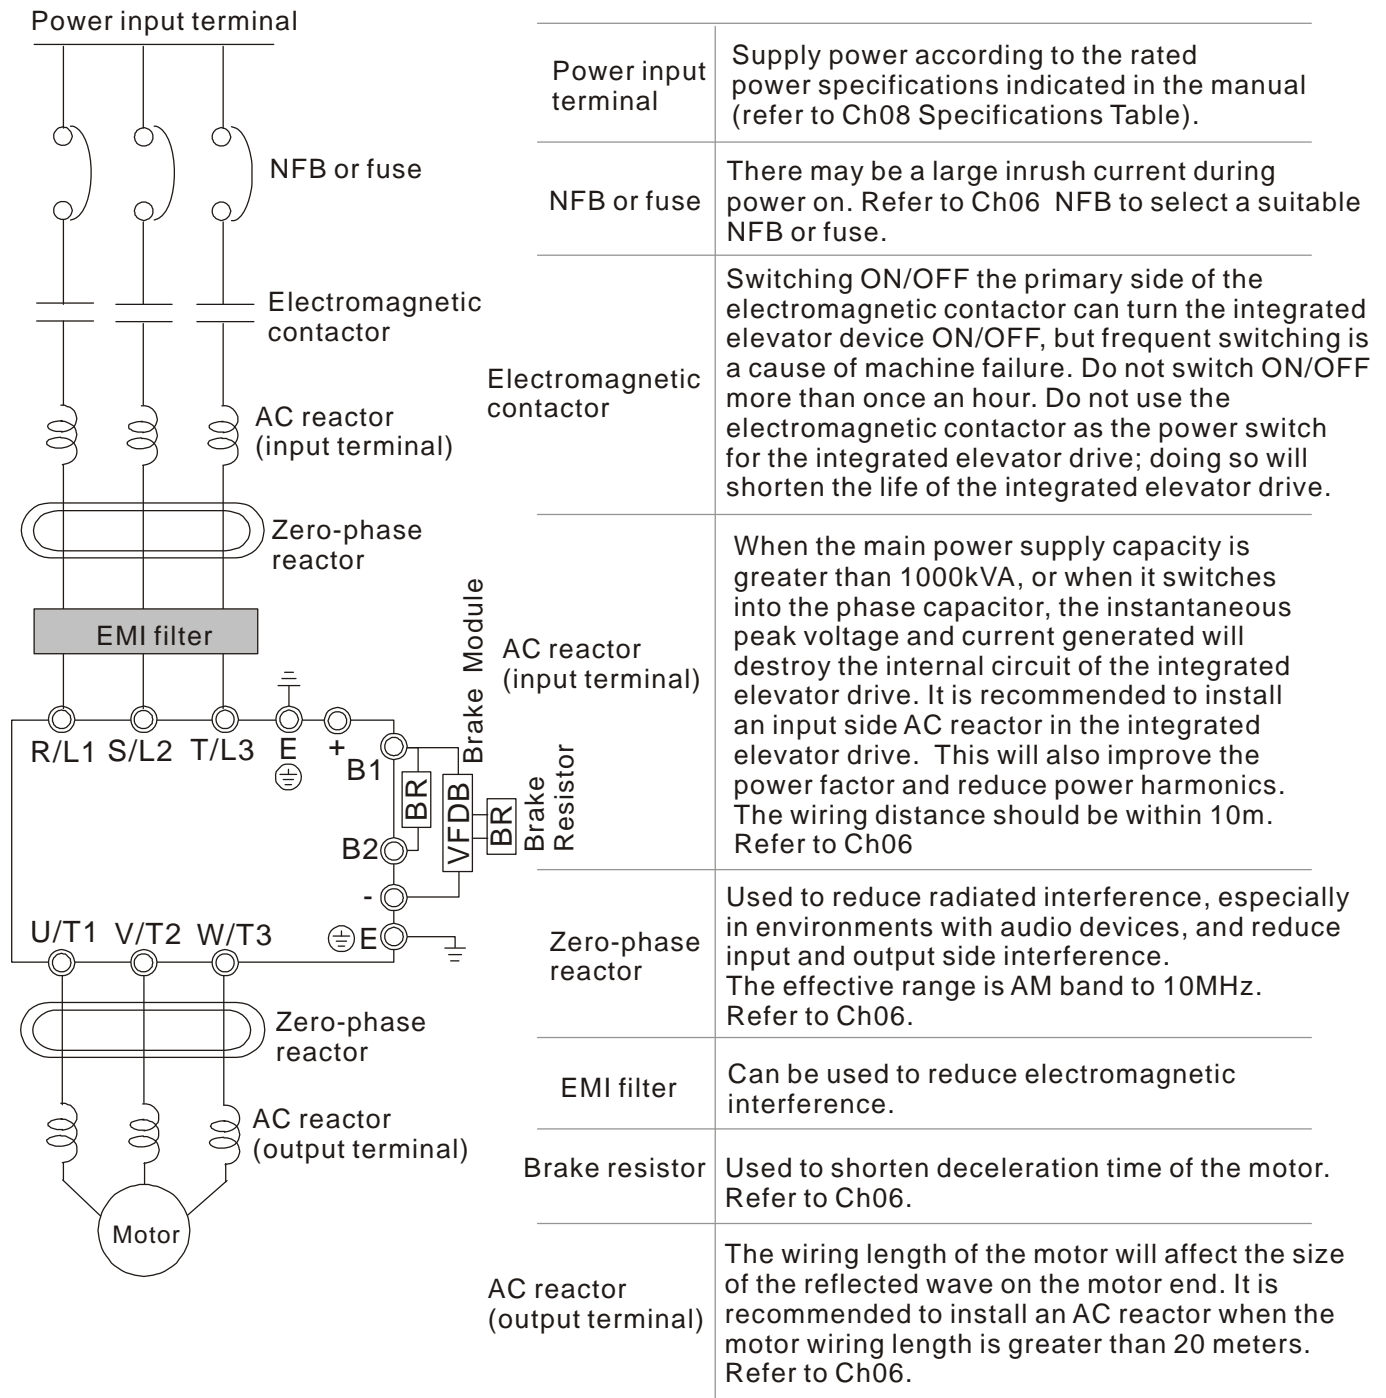 Power input terminal
NFB or fuse
Electromagnetic
contactor
AC reactor
(input terminal)
Zero-phase
reactor
EMI filter
R/L1 S/L2 T/L3 E + B1
B2
-
E
BR
VFDB
BR
Brake Module
Brake
Resistor
U/T1 V/T2 W/T3
Zero-phase
reactor
AC reactor
(output terminal)
Motor
Power input
terminal
Supply power according to the rated
power specifications indicated in the manual
(refer to Ch08 Specifications Table).
NFB or fuse
There may be a large inrush current during
power on. Refer to Ch06 NFB to select a suitable
NFB or fuse.
Electromagnetic
contactor
Switching ON/OFF the primary side of the
electromagnetic contactor can turn the integrated
elevator device ON/OFF, but frequent switching is
a cause of machine failure. Do not switch ON/OFF
more than once an hour. Do not use the
electromagnetic contactor as the power switch
for the integrated elevator drive; doing so will
shorten the life of the integrated elevator drive.
AC reactor
(input terminal)
When the main power supply capacity is
greater than 1000kVA, or when it switches
into the phase capacitor, the instantaneous
peak voltage and current generated will
destroy the internal circuit of the integrated
elevator drive. It is recommended to install
an input side AC reactor in the integrated
elevator drive. This will also improve the
power factor and reduce power harmonics.
The wiring distance should be within 10m.
Refer to Ch06
Zero-phase
reactor
Used to reduce radiated interference, especially
in environments with audio devices, and reduce
input and output side interference.
The effective range is AM band to 10MHz.
Refer to Ch06.
EMI filter
Can be used to reduce electromagnetic
interference.
Brake resistor
Used to shorten deceleration time of the motor.
Refer to Ch06.
AC reactor
(output terminal)
The wiring length of the motor will affect the size
of the reflected wave on the motor end. It is
recommended to install an AC reactor when the
motor wiring length is greater than 20 meters.
Refer to Ch06.